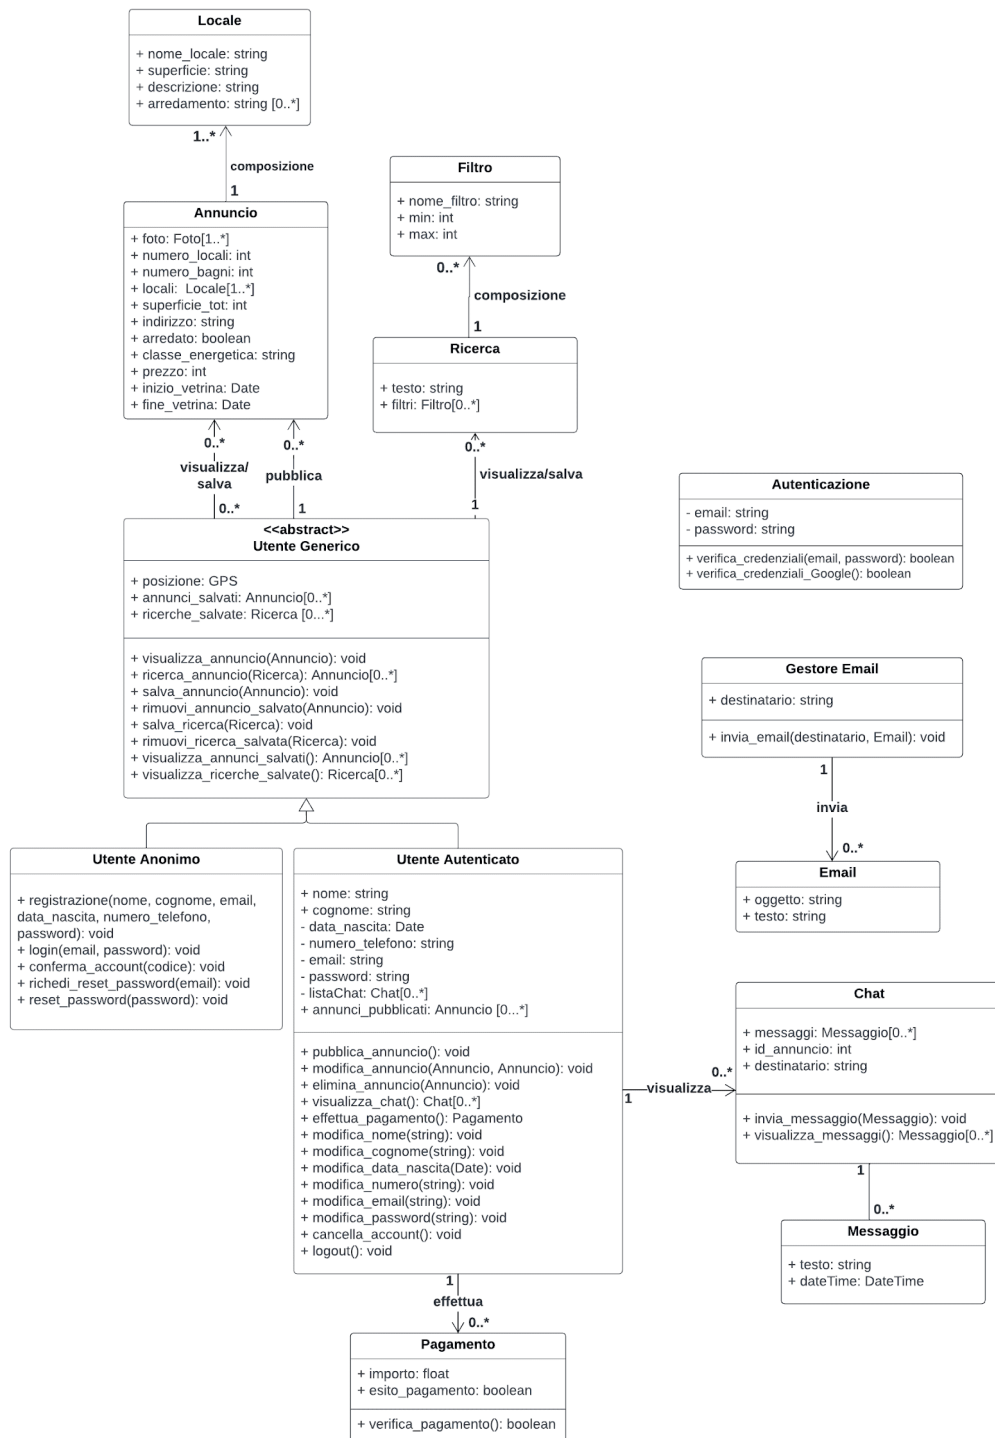 Locale
+ nome_locale: string
+ superficie: string
+ descrizione: string
+ arredamento: string [0..*]
1..*
composizione
1
Annuncio
+ foto: Foto[1..*]
+ numero_locali: int
+ numero_bagni: int
+ locali: Locale[1..*]
+ superficie_tot: int
+ indirizzo: string
+ arredato: boolean
+ classe_energetica: string
+ prezzo: int
+ inizio_vetrina: Date
+ fine_vetrina: Date
Filtro
+ nome_filtro: string
+ min: int
+ max: int
0..*
composizione
1
Ricerca
+ testo: string
+ filtri: Filtro[0..*]
0..*
visualizza/
salva
0..*
0..*
pubblica
1
0..*
visualizza/salva
1
<<abstract>>
Utente Generico
+ posizione: GPS
+ annunci_salvati: Annuncio[0..*]
+ ricerche_salvate: Ricerca [0...*]
+ visualizza_annuncio(Annuncio): void
+ ricerca_annuncio(Ricerca): Annuncio[0..*]
+ salva_annuncio(Annuncio): void
+ rimuovi_annuncio_salvato(Annuncio): void
+ salva_ricerca(Ricerca): void
+ rimuovi_ricerca_salvata(Ricerca): void
+ visualizza_annunci_salvati(): Annuncio[0..*]
+ visualizza_ricerche_salvate(): Ricerca[0..*]
Autenticazione
- email: string
- password: string
+ verifica_credenziali(email, password): boolean
+ verifica_credenziali_Google(): boolean
Gestore Email
+ destinatario: string
+ invia_email(destinatario, Email): void
1
invia
0..*
Email
+ oggetto: string
+ testo: string
Utente Anonimo
+ registrazione(nome, cognome, email,
data_nascita, numero_telefono,
password): void
+ login(email, password): void
+ conferma_account(codice): void
+ richedi_reset_password(email): void
+ reset_password(password): void
Utente Autenticato
+ nome: string
+ cognome: string
- data_nascita: Date
- numero_telefono: string
- email: string
- password: string
- listaChat: Chat[0..*]
+ annunci_pubblicati: Annuncio [0...*]
+ pubblica_annuncio(): void
+ modifica_annuncio(Annuncio, Annuncio): void
+ elimina_annuncio(Annuncio): void
+ visualizza_chat(): Chat[0..*]
+ effettua_pagamento(): Pagamento
+ modifica_nome(string): void
+ modifica_cognome(string): void
+ modifica_data_nascita(Date): void
+ modifica_numero(string): void
+ modifica_email(string): void
+ modifica_password(string): void
+ cancella_account(): void
+ logout(): void
1
visualizza
0..*
Chat
+ messaggi: Messaggio[0..*]
+ id_annuncio: int
+ destinatario: string
+ invia_messaggio(Messaggio): void
+ visualizza_messaggi(): Messaggio[0..*]
1
0..*
Messaggio
+ testo: string
+ dateTime: DateTime
1
effettua
0..*
Pagamento
+ importo: float
+ esito_pagamento: boolean
+ verifica_pagamento(): boolean